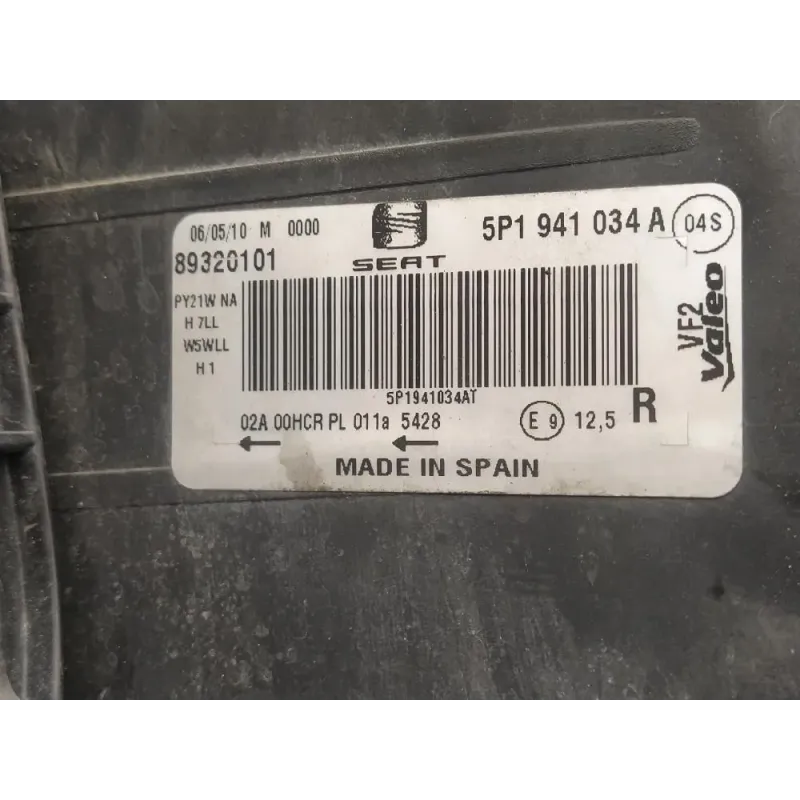 06/05/10 M 0000
5P1 941 034 A
04S
89320101
SEAT
PY21W NA
H 7LL
W5WLL
H 1
VF2
Valeo
5P1941034AT
02A 00HCR PL 011a 5428
E 9
12,5
R
MADE IN SPAIN